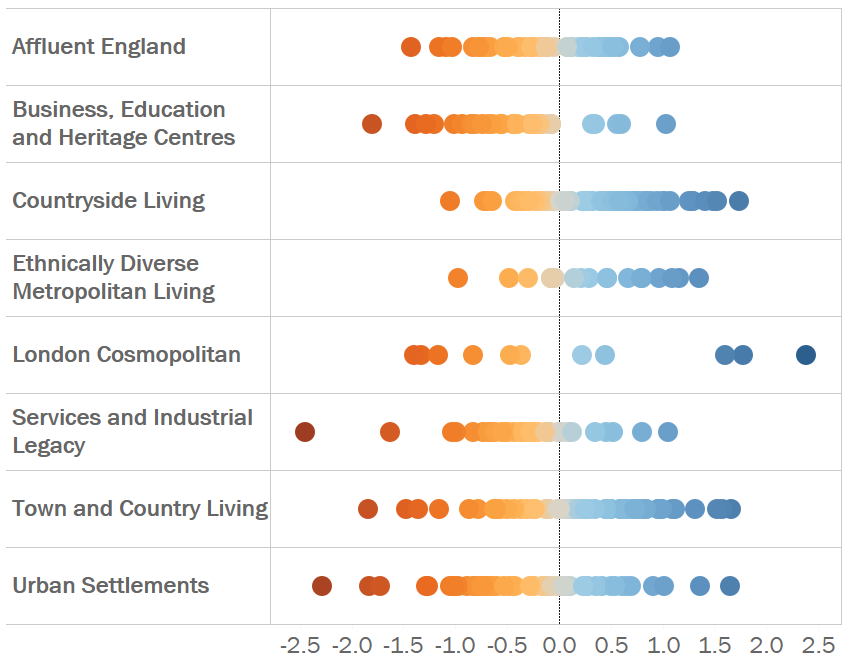 Affluent England
Business, Education
and Heritage Centres
Countryside Living
Ethnically Diverse
Metropolitan Living
London Cosmopolitan
Services and Industrial
Legacy
Town and Country Living
Urban Settlements
-2.5 -2.0 -1.5 -1.0 -0.5 0.0 0.5 1.0 1.5 2.0 2.5